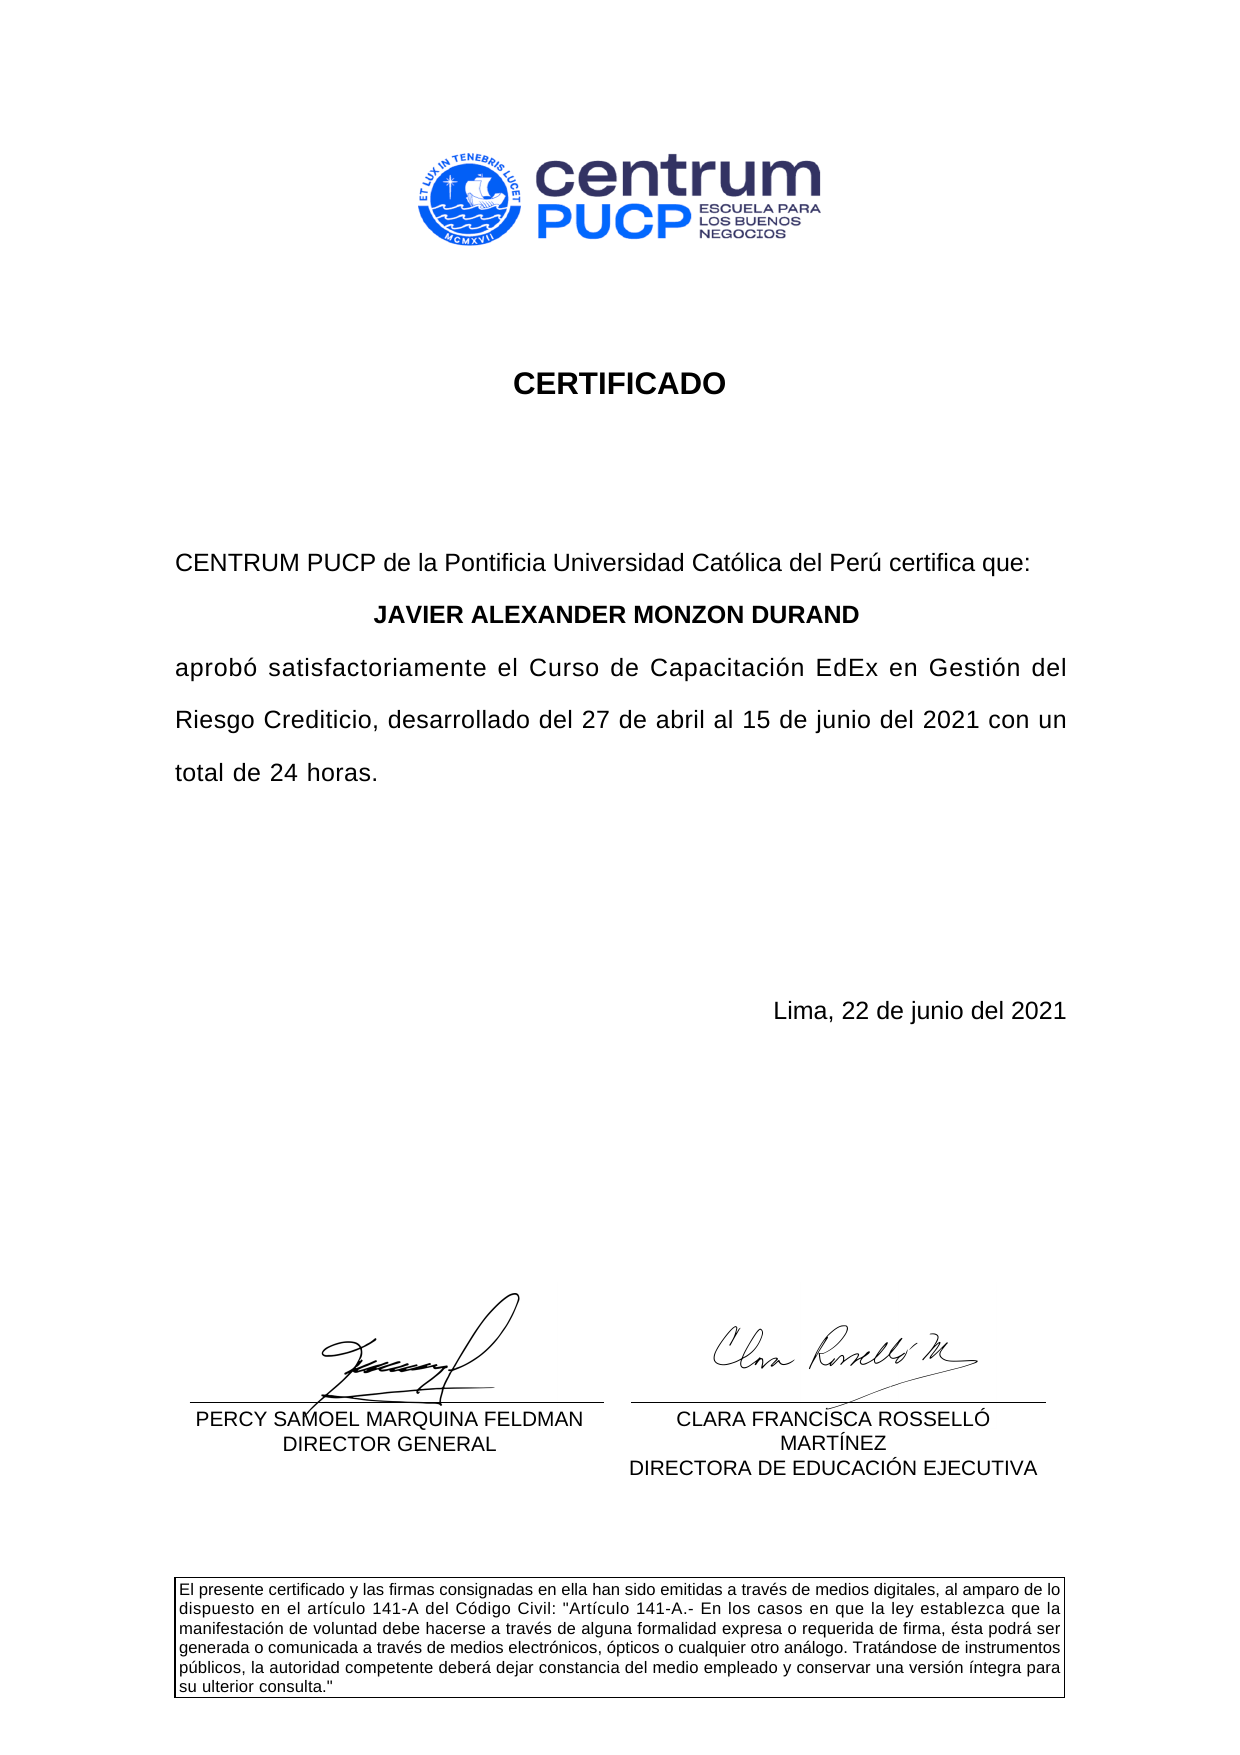 ET LUX IN TENEBRIS LUCET
MCMXVII
centrum
PUCP
ESCUELA PARA
LOS BUENOS
NEGOCIOS
CERTIFICADO
CENTRUM PUCP de la Pontificia Universidad Católica del Perú certifica que:
JAVIER ALEXANDER MONZON DURAND
aprobó satisfactoriamente el Curso de Capacitación EdEx en Gestión del
Riesgo Crediticio, desarrollado del 27 de abril al 15 de junio del 2021 con un
total de 24 horas.
Lima, 22 de junio del 2021
Clara Rosselló M
PERCY SAMOEL MARQUINA FELDMAN
DIRECTOR GENERAL
CLARA FRANCISCA ROSSELLÓ
MARTÍNEZ
DIRECTORA DE EDUCACIÓN EJECUTIVA
El presente certificado y las firmas consignadas en ella han sido emitidas a través de medios digitales, al amparo de lo
dispuesto en el artículo 141-A del Código Civil: "Artículo 141-A.- En los casos en que la ley establezca que la
manifestación de voluntad debe hacerse a través de alguna formalidad expresa o requerida de firma, ésta podrá ser
generada o comunicada a través de medios electrónicos, ópticos o cualquier otro análogo. Tratándose de instrumentos
públicos, la autoridad competente deberá dejar constancia del medio empleado y conservar una versión íntegra para
su ulterior consulta."